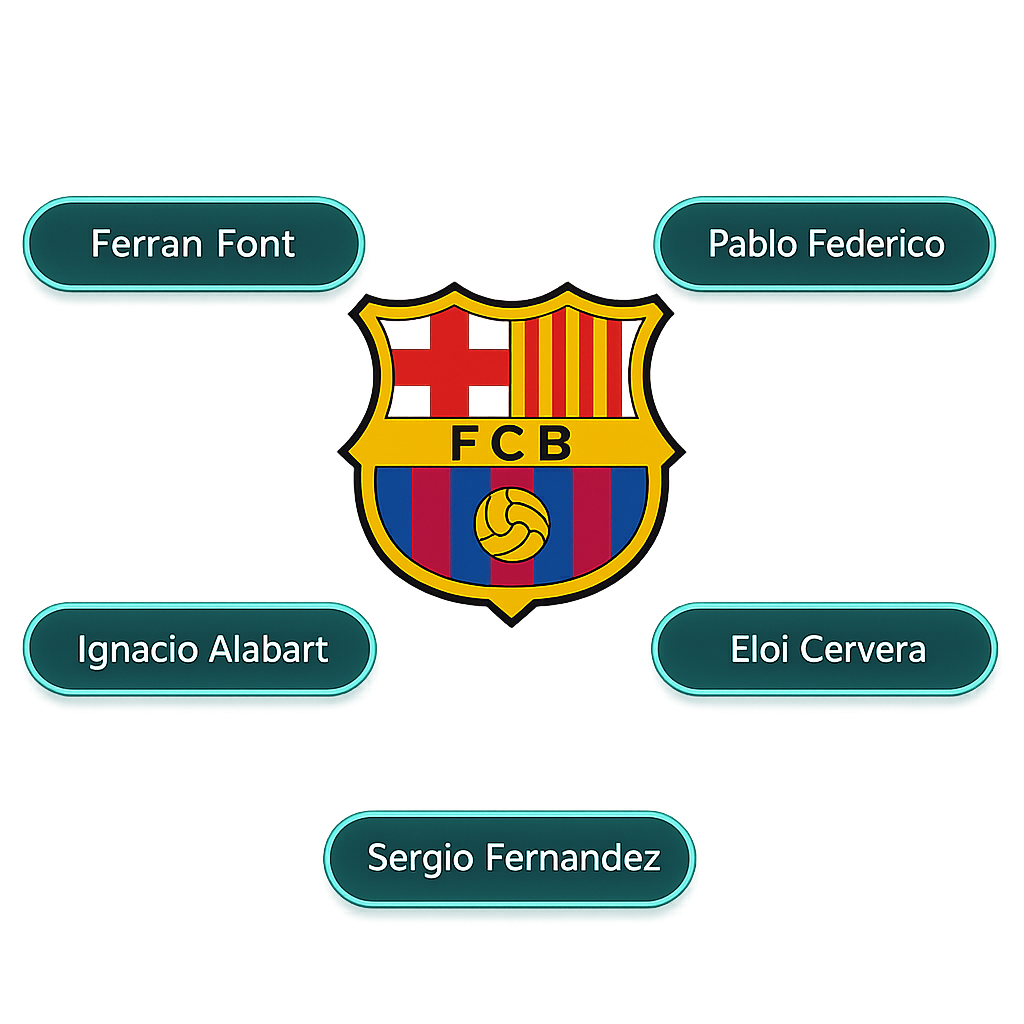 Ferran Font
Pablo Federico
FCB
Ignacio Alabart
Eloi Cervera
Sergio Fernandez